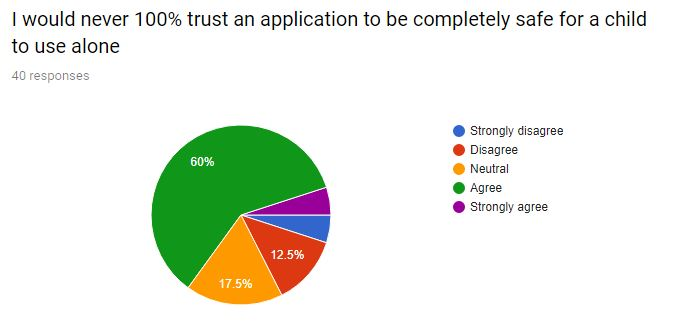 I would never 100% trust an application to be completely safe for a child
to use alone
40 responses
60%
12.5%
17.5%
Strongly disagree
Disagree
Neutral
Agree
Strongly agree